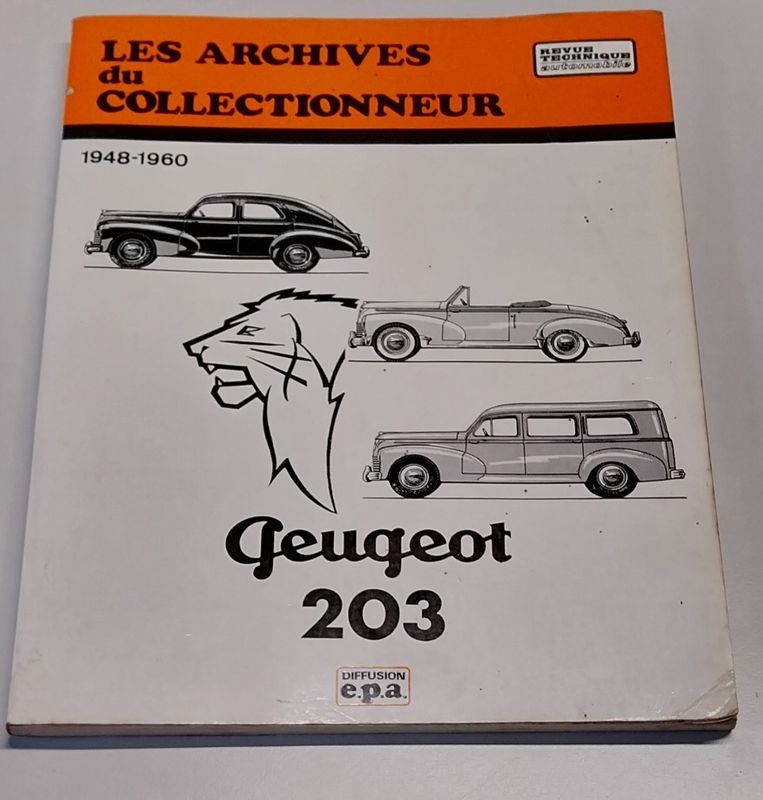 LES ARCHIVES
du
COLLECTIONNEUR
REVUE
TECHNIQUE
automobile
1948-1960
Peugeot
203
DIFFUSION
e.p.a.